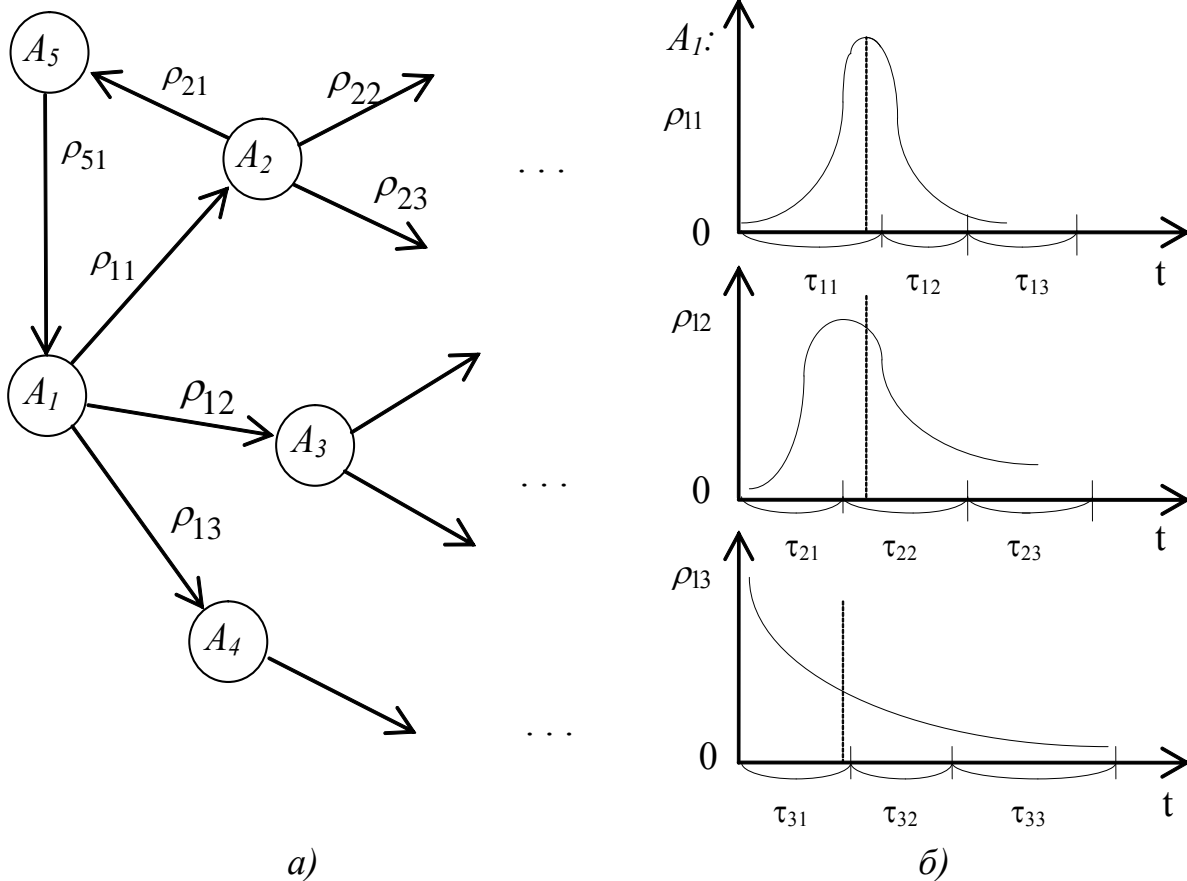 A5
ρ21
ρ22
ρ51
A2
ρ23
. . .
ρ11
A1
ρ12
A3
. . .
ρ13
A4
. . .
а)
A1:
ρ11
0
τ11 τ12 τ13 t
ρ12
0
τ21 τ22 τ23 t
ρ13
0
τ31 τ32 τ33 t
б)